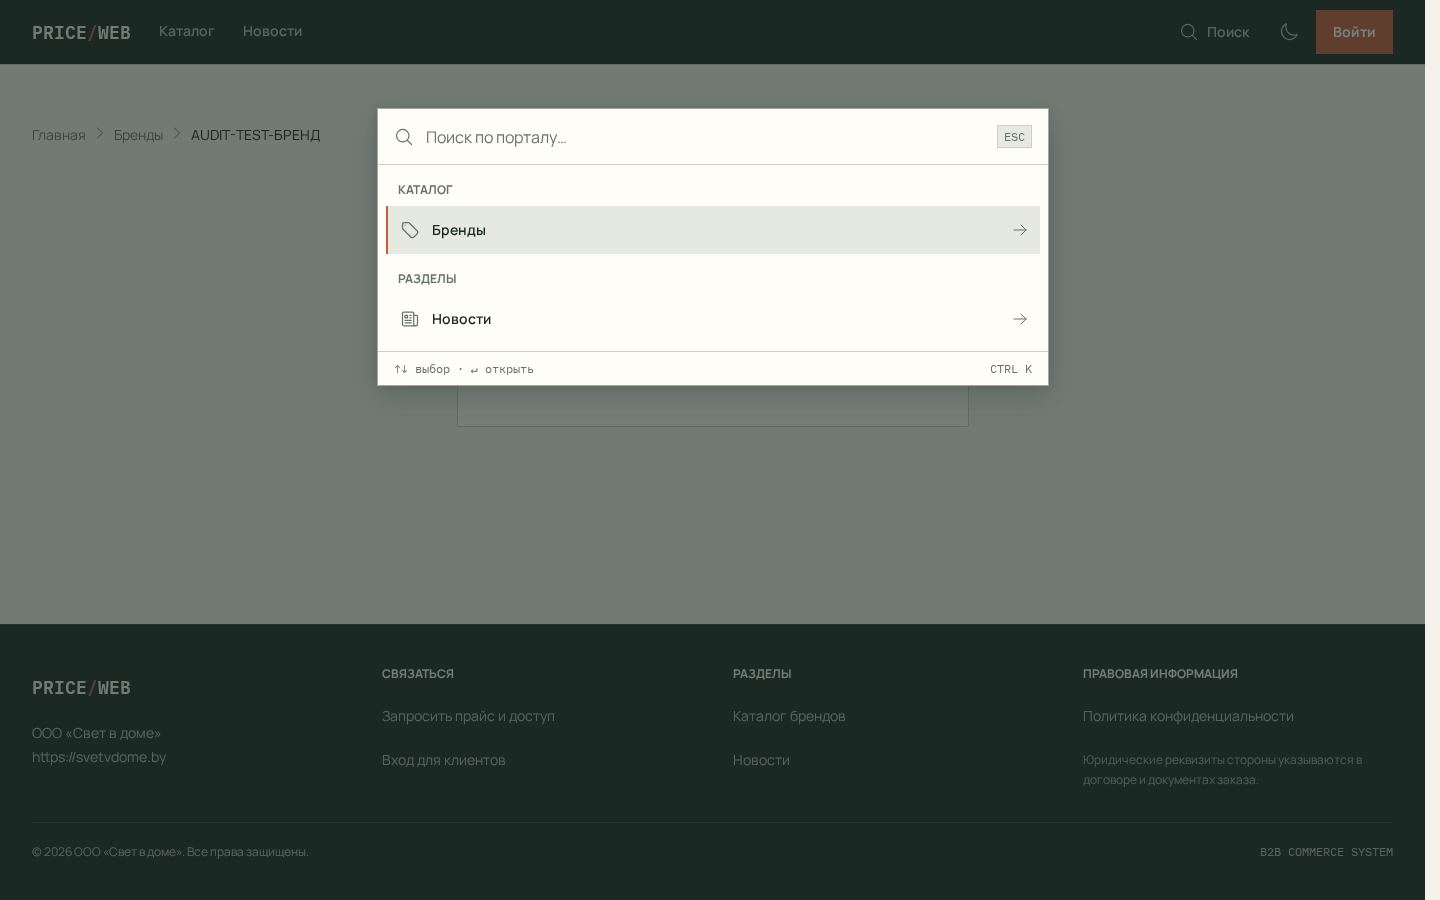 PRICE/WEB Каталог Новости Поиск Войти
Главная Бренды AUDIT-TEST-БРЕНД
Поиск по порталу… ESC
КАТАЛОГ
Бренды
РАЗДЕЛЫ
Новости
↑↓ выбор · ↵ открыть CTRL K
PRICE/WEB
ООО «Свет в доме»
https://svetvdome.by
СВЯЗАТЬСЯ
Запросить прайс и доступ
Вход для клиентов
РАЗДЕЛЫ
Каталог брендов
Новости
ПРАВОВАЯ ИНФОРМАЦИЯ
Политика конфиденциальности
Юридические реквизиты стороны указываются в
договоре и документах заказа.
© 2026 ООО «Свет в доме». Все права защищены.
B2B COMMERCE SYSTEM